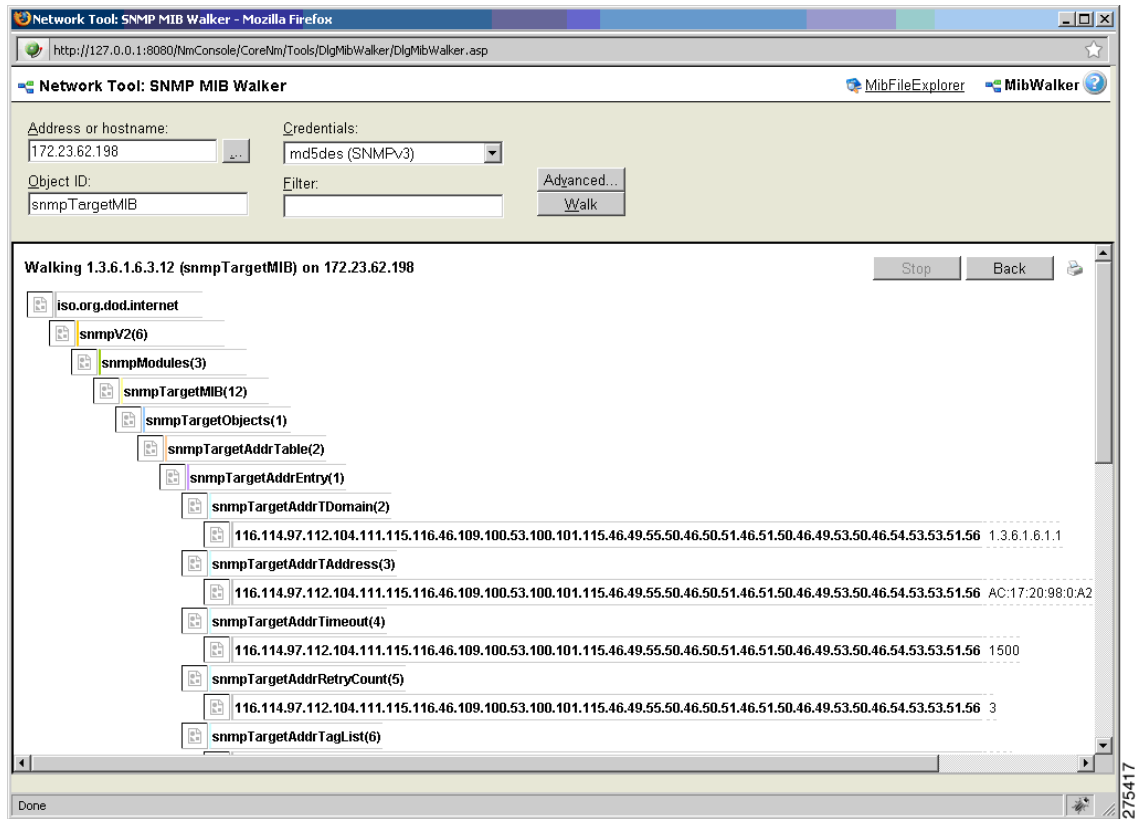 Network Tool: SNMP MIB Walker - Mozilla Firefox
http://127.0.0.1:8080/NmConsole/CoreNm/Tools/DlgMibWalker/DlgMibWalker.asp
Network Tool: SNMP MIB Walker MibFileExplorer MibWalker ?
Address or hostname: Credentials:
172.23.62.198 ... md5des (SNMPv3)
Object ID: Filter: Advanced...
snmpTargetMIB Walk
Walking 1.3.6.1.6.3.12 (snmpTargetMIB) on 172.23.62.198 Stop Back
iso.org.dod.internet
snmpV2(6)
snmpModules(3)
snmpTargetMIB(12)
snmpTargetObjects(1)
snmpTargetAddrTable(2)
snmpTargetAddrEntry(1)
snmpTargetAddrTDomain(2)
116.114.97.112.104.111.115.116.46.109.100.53.100.101.115.46.49.55.50.46.50.51.46.51.50.46.49.53.50.46.54.53.53.51.56 1.3.6.1.6.1.1
snmpTargetAddrTAddress(3)
116.114.97.112.104.111.115.116.46.109.100.53.100.101.115.46.49.55.50.46.50.51.46.51.50.46.49.53.50.46.54.53.53.51.56 AC:17:20:98:0:A2
snmpTargetAddrTimeout(4)
116.114.97.112.104.111.115.116.46.109.100.53.100.101.115.46.49.55.50.46.50.51.46.51.50.46.49.53.50.46.54.53.53.51.56 1500
snmpTargetAddrRetryCount(5)
116.114.97.112.104.111.115.116.46.109.100.53.100.101.115.46.49.55.50.46.50.51.46.51.50.46.49.53.50.46.54.53.53.51.56 3
snmpTargetAddrTagList(6)
Done
275417